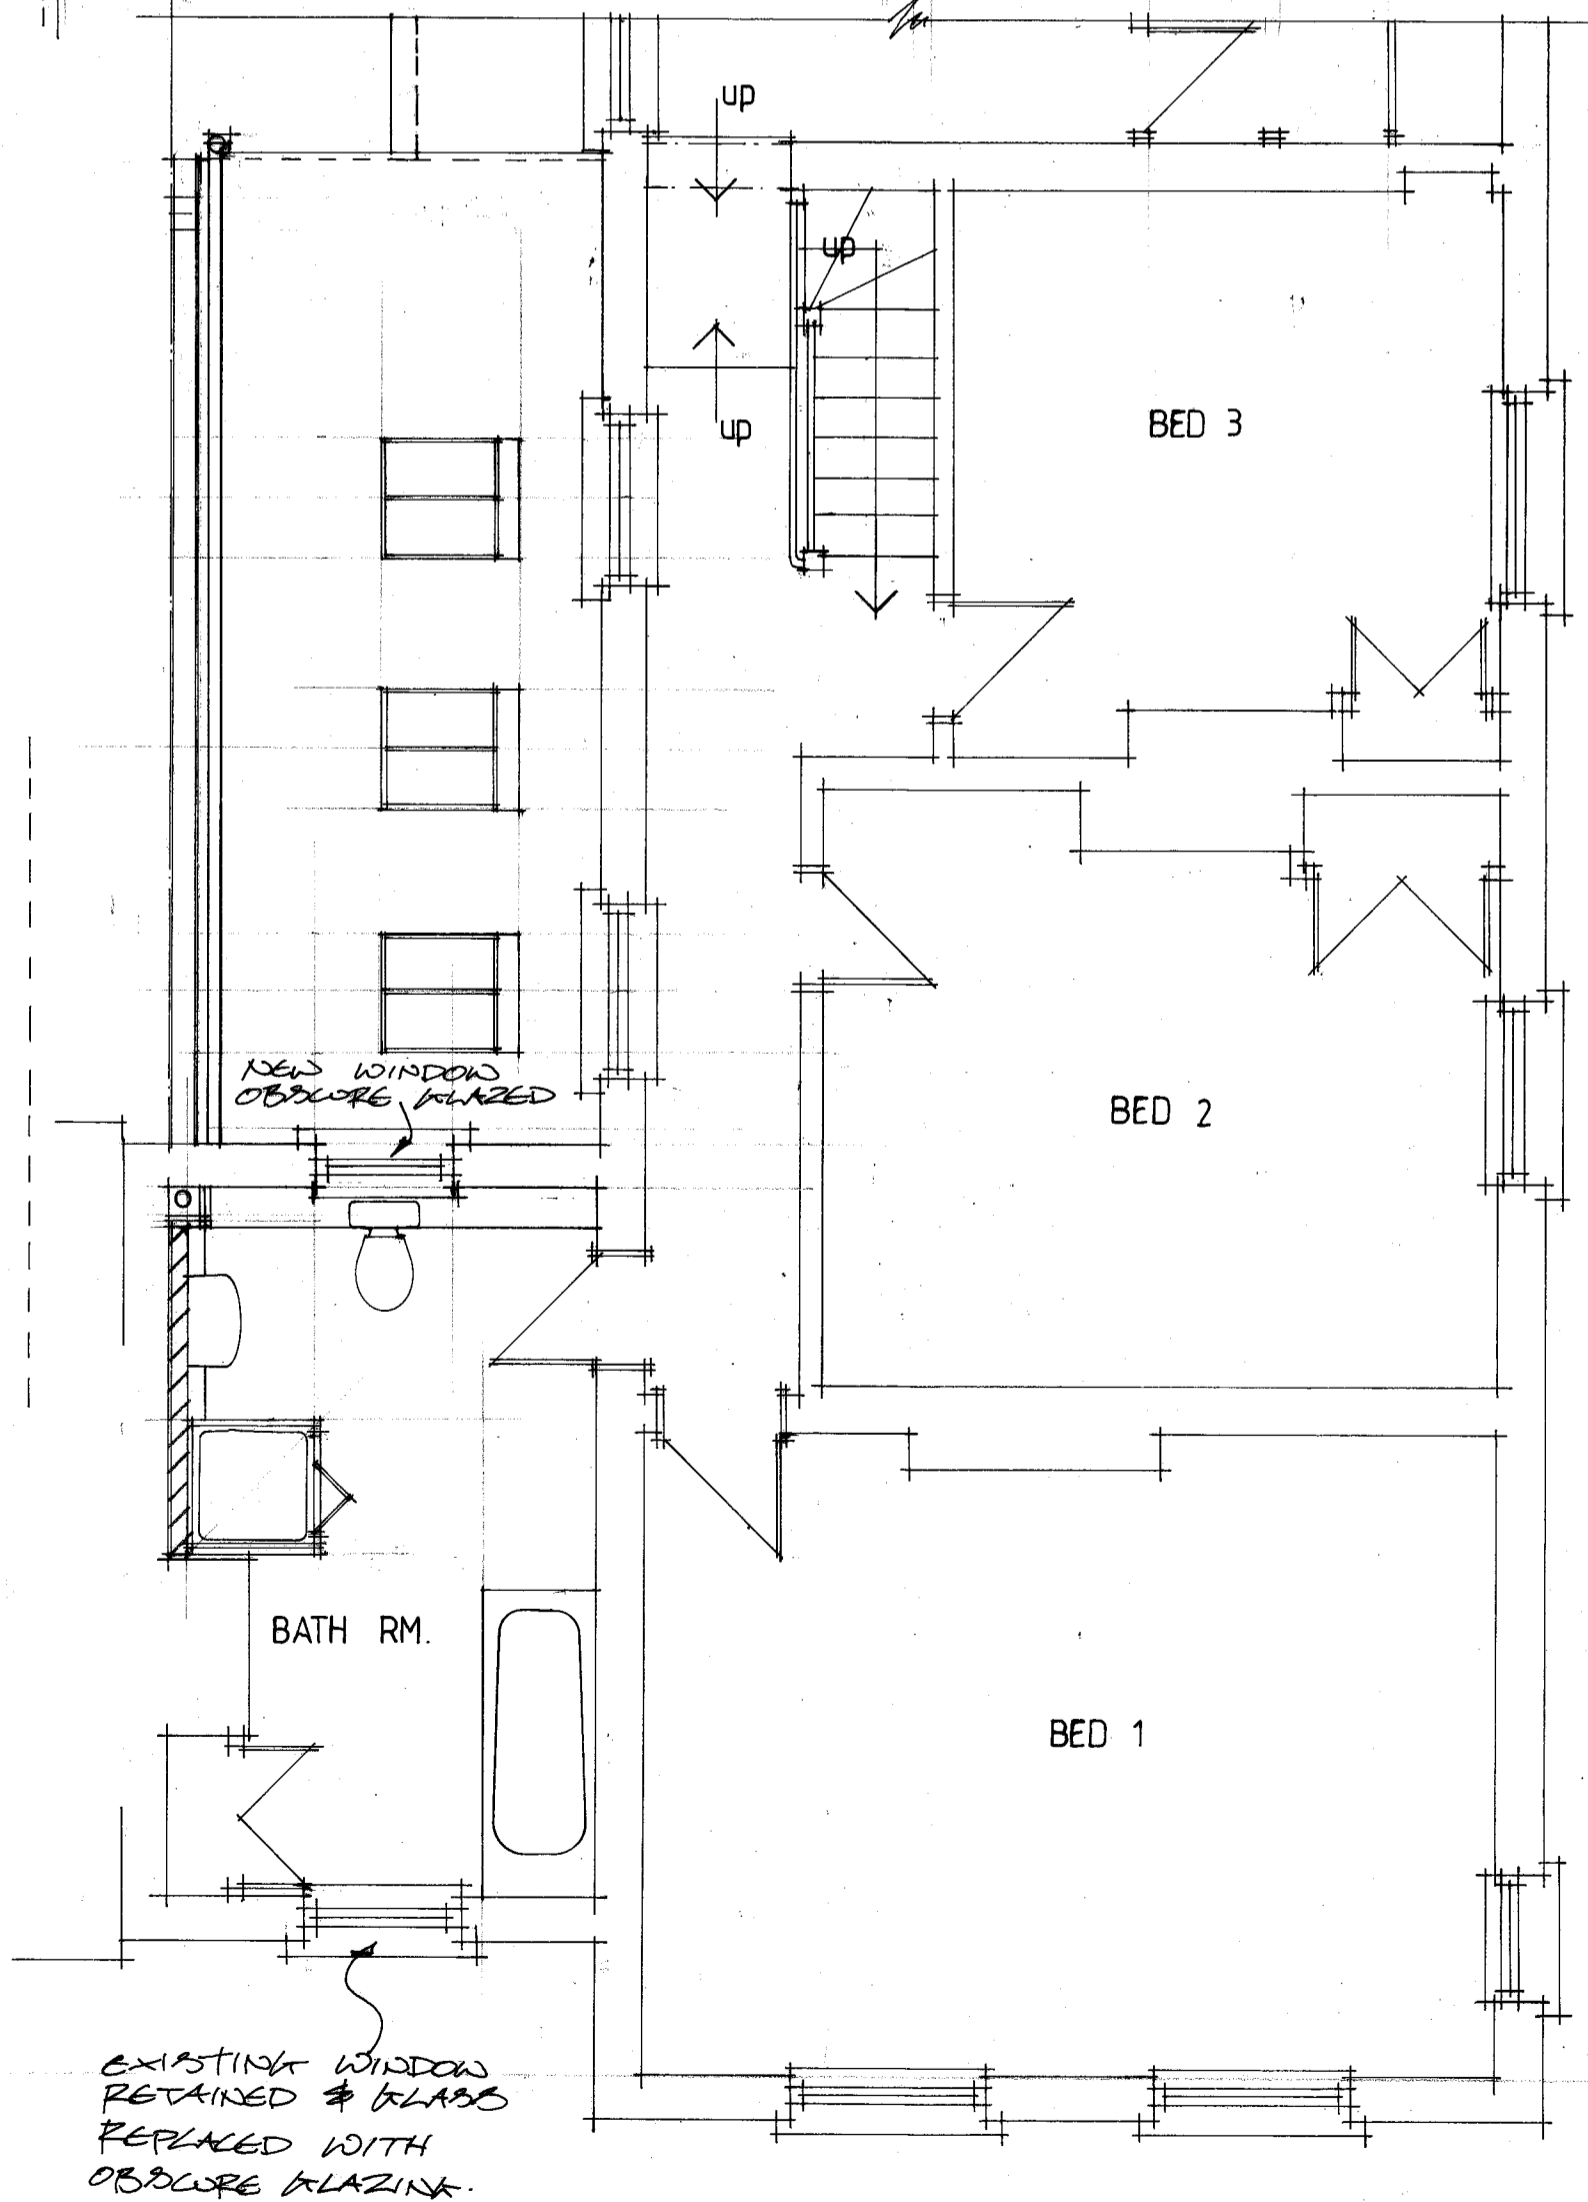 up
up
up
BED 3
NEW WINDOW
OBSCURE GLAZED
BED 2
BATH RM.
BED 1
EXISTING WINDOW
RETAINED & GLASS
REPLACED WITH
OBSCURE GLAZING.